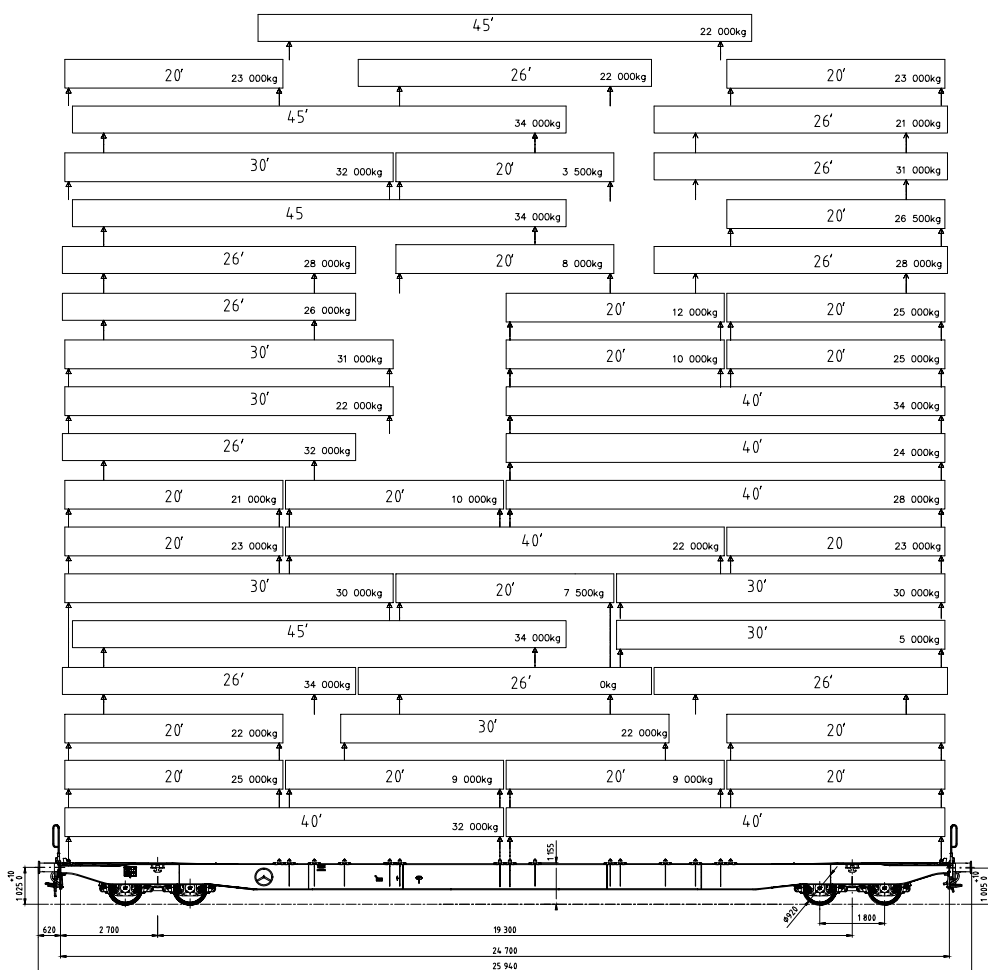 45' 22 000kg
20' 23 000kg 26' 22 000kg 20' 23 000kg
45' 34 000kg 26' 21 000kg
30' 32 000kg 20' 3 500kg 26' 31 000kg
45 34 000kg 20' 26 500kg
26' 28 000kg 20' 8 000kg 26' 28 000kg
26' 26 000kg 20' 12 000kg 20' 25 000kg
30' 31 000kg 20' 10 000kg 20' 25 000kg
30' 22 000kg 40' 34 000kg
26' 32 000kg 40' 24 000kg
20' 21 000kg 20' 10 000kg 40' 28 000kg
20' 23 000kg 40' 22 000kg 20 23 000kg
30' 30 000kg 20' 7 500kg 30' 30 000kg
45' 34 000kg 30' 5 000kg
26' 34 000kg 26' 0kg 26'
20' 22 000kg 30' 22 000kg 20'
20' 25 000kg 20' 9 000kg 20' 9 000kg 20'
40' 32 000kg 40'
1 155
+10
1 025 0
+10
1 005 0
ø920
1 800
620 2 700 19 300
24 700
25 940